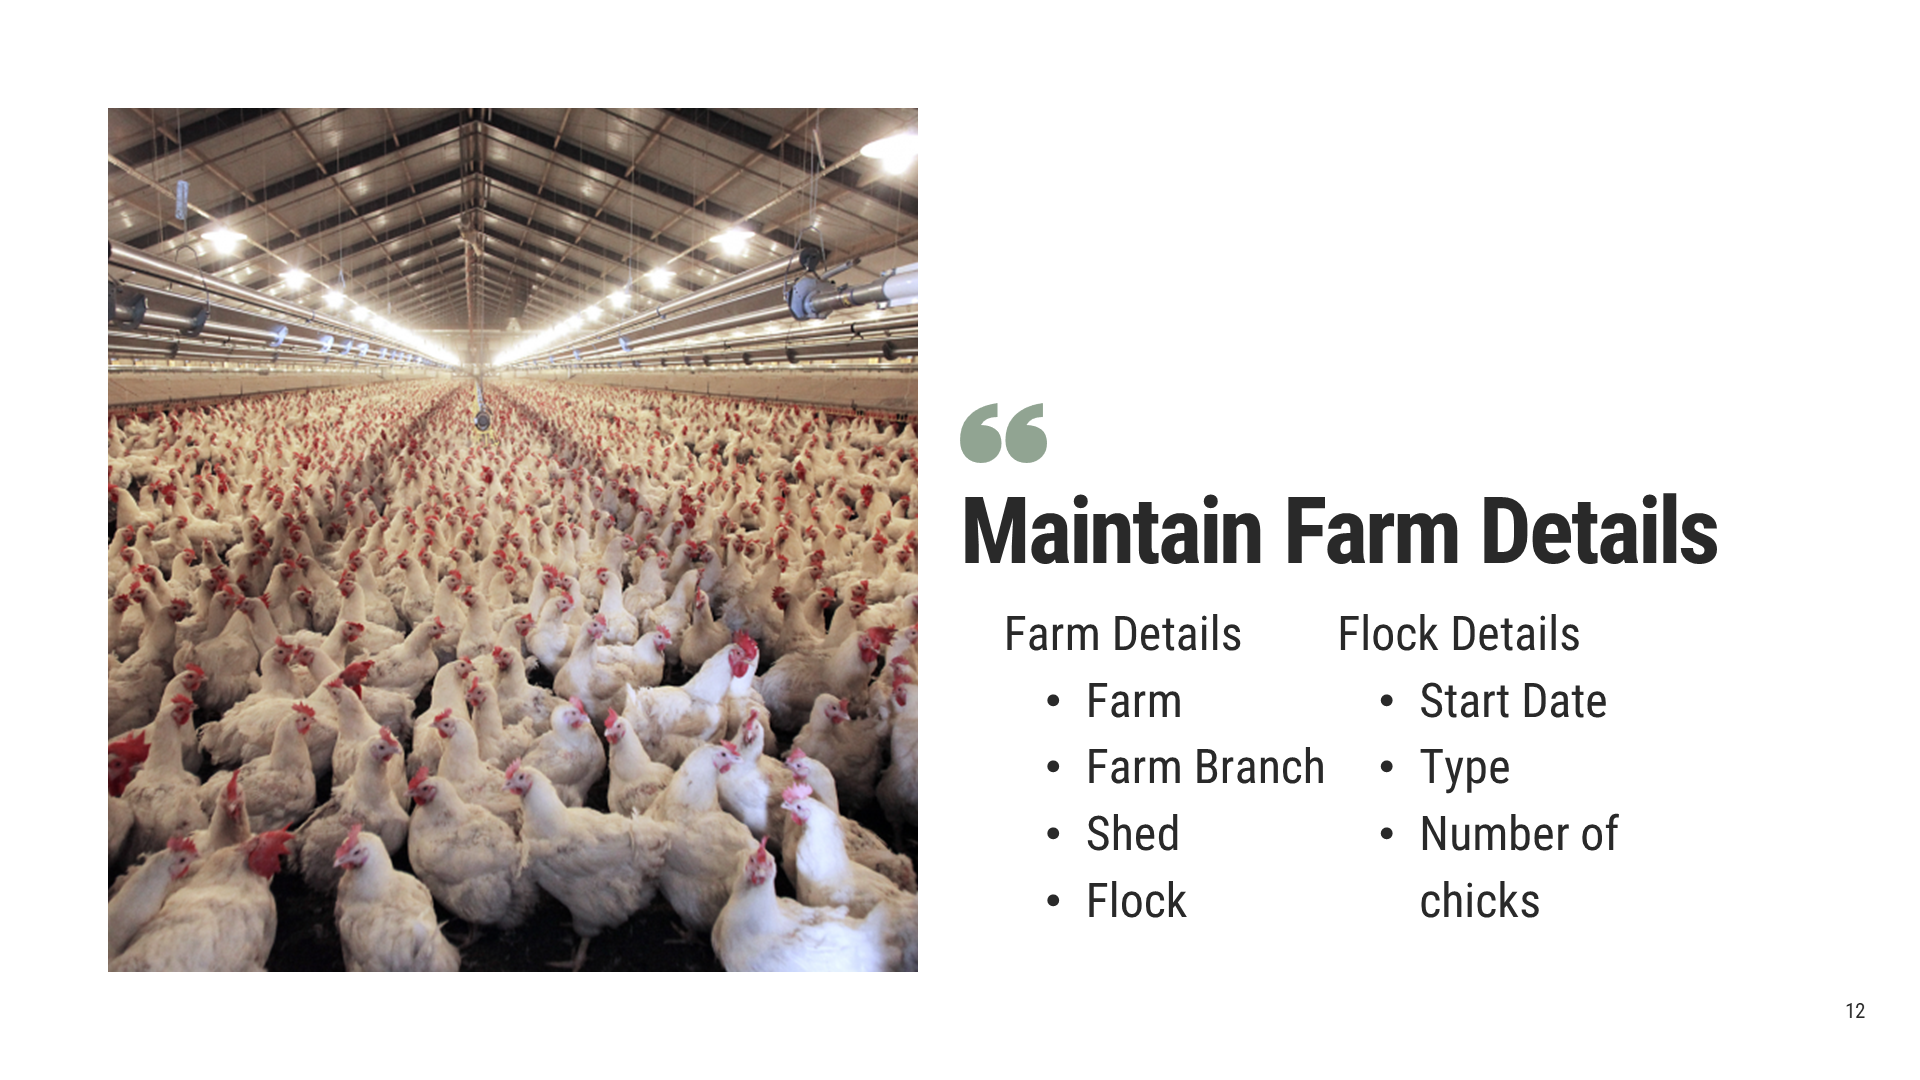 “
Maintain Farm Details
Farm Details
• Farm
• Farm Branch
• Shed
• Flock
Flock Details
• Start Date
• Type
• Number of
chicks
12